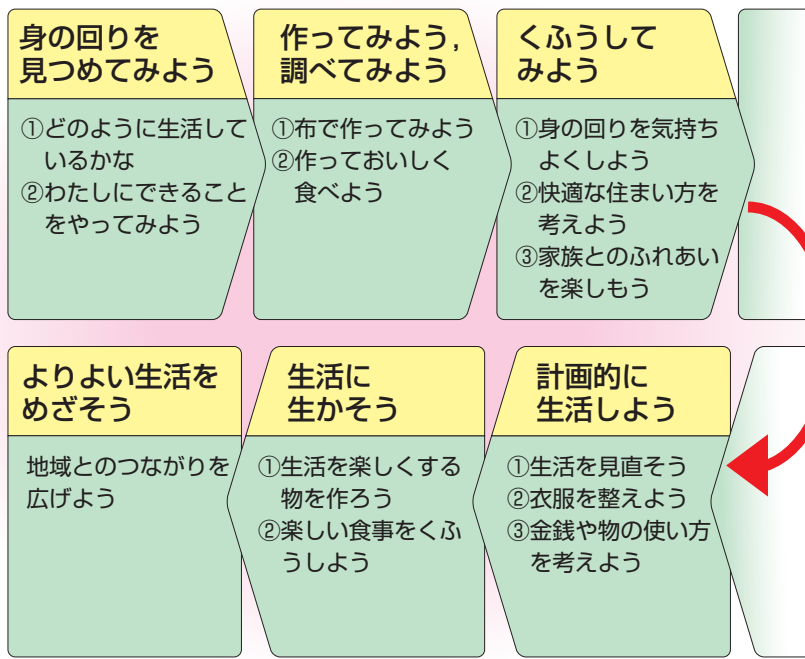 身の回りを
見つめてみよう
①どのように生活して
いるかな
②わたしにできること
をやってみよう
作ってみよう,
調べてみよう
①布で作ってみよう
②作っておいしく
食べよう
くふうして
みよう
①身の回りを気持ち
よくしよう
②快適な住まい方を
考えよう
③家族とのふれあい
を楽しもう
計画的に
生活しよう
①生活を見直そう
②衣服を整えよう
③金銭や物の使い方
を考えよう
生活に
生かそう
①生活を楽しくする
物を作ろう
②楽しい食事をくふ
うしよう
よりよい生活を
めざそう
地域とのつながりを
広げよう